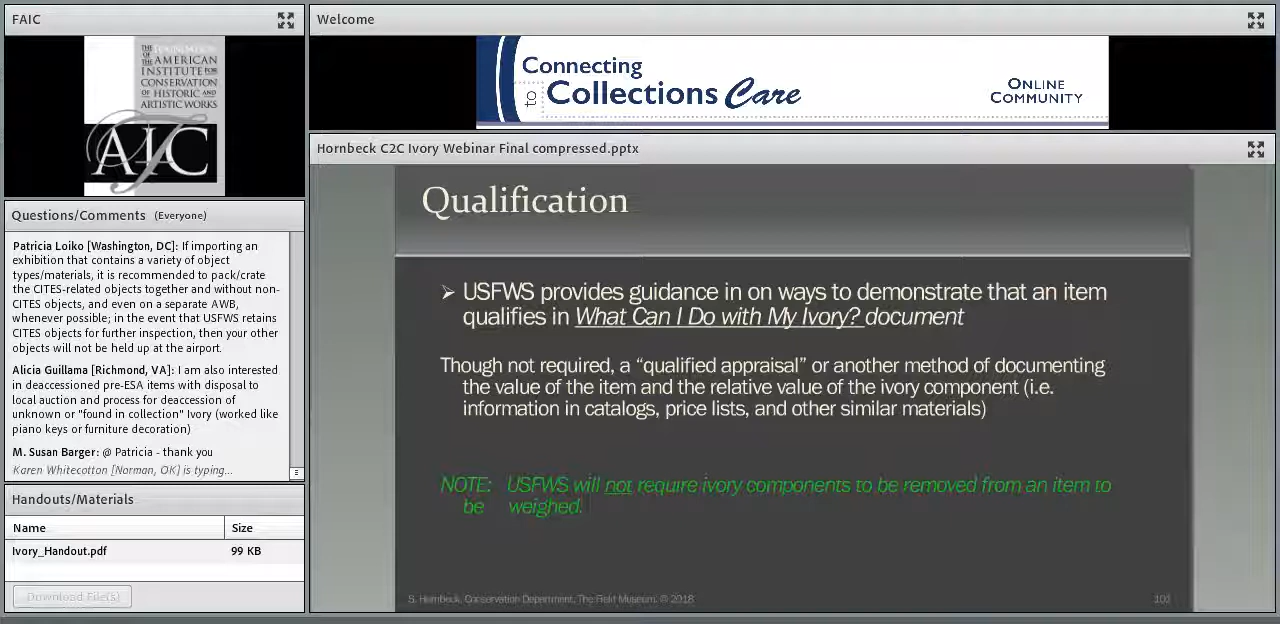 FAIC
THE FOUNDATION
OF THE AMERICAN
INSTITUTE FOR
CONSERVATION
OF HISTORIC AND
ARTISTIC WORKS
AIC
Questions/Comments (Everyone)
Patricia Loiko [Washington, DC]: If importing an
exhibition that contains a variety of object
types/materials, it is recommended to pack/crate
the CITES-related objects together and without non-
CITES objects, and even on a separate AWB,
whenever possible; in the event that USFWS retains
CITES objects for further inspection, then your other
objects will not be held up at the airport.
Alicia Guillama [Richmond, VA]: I am also interested
in deaccessioned pre-ESA items with disposal to
local auction and process for deaccession of
unknown or "found in collection" Ivory (worked like
piano keys or furniture decoration)
M. Susan Barger: @ Patricia - thank you
Karen Whitecotton [Norman, OK] is typing...
Handouts/Materials
Name Size
Ivory_Handout.pdf 99 KB
Download File(s)
Welcome
Connecting
to Collections Care
ONLINE
COMMUNITY
Hornbeck C2C Ivory Webinar Final compressed.pptx
Qualification
➢ USFWS provides guidance in on ways to demonstrate that an item
qualifies in What Can I Do with My Ivory? document
Though not required, a “qualified appraisal” or another method of documenting
the value of the item and the relative value of the ivory component (i.e.
information in catalogs, price lists, and other similar materials)
NOTE: USFWS will not require ivory components to be removed from an item to
be weighed.
S. Hornbeck, Conservation Department, The Field Museum. © 2018